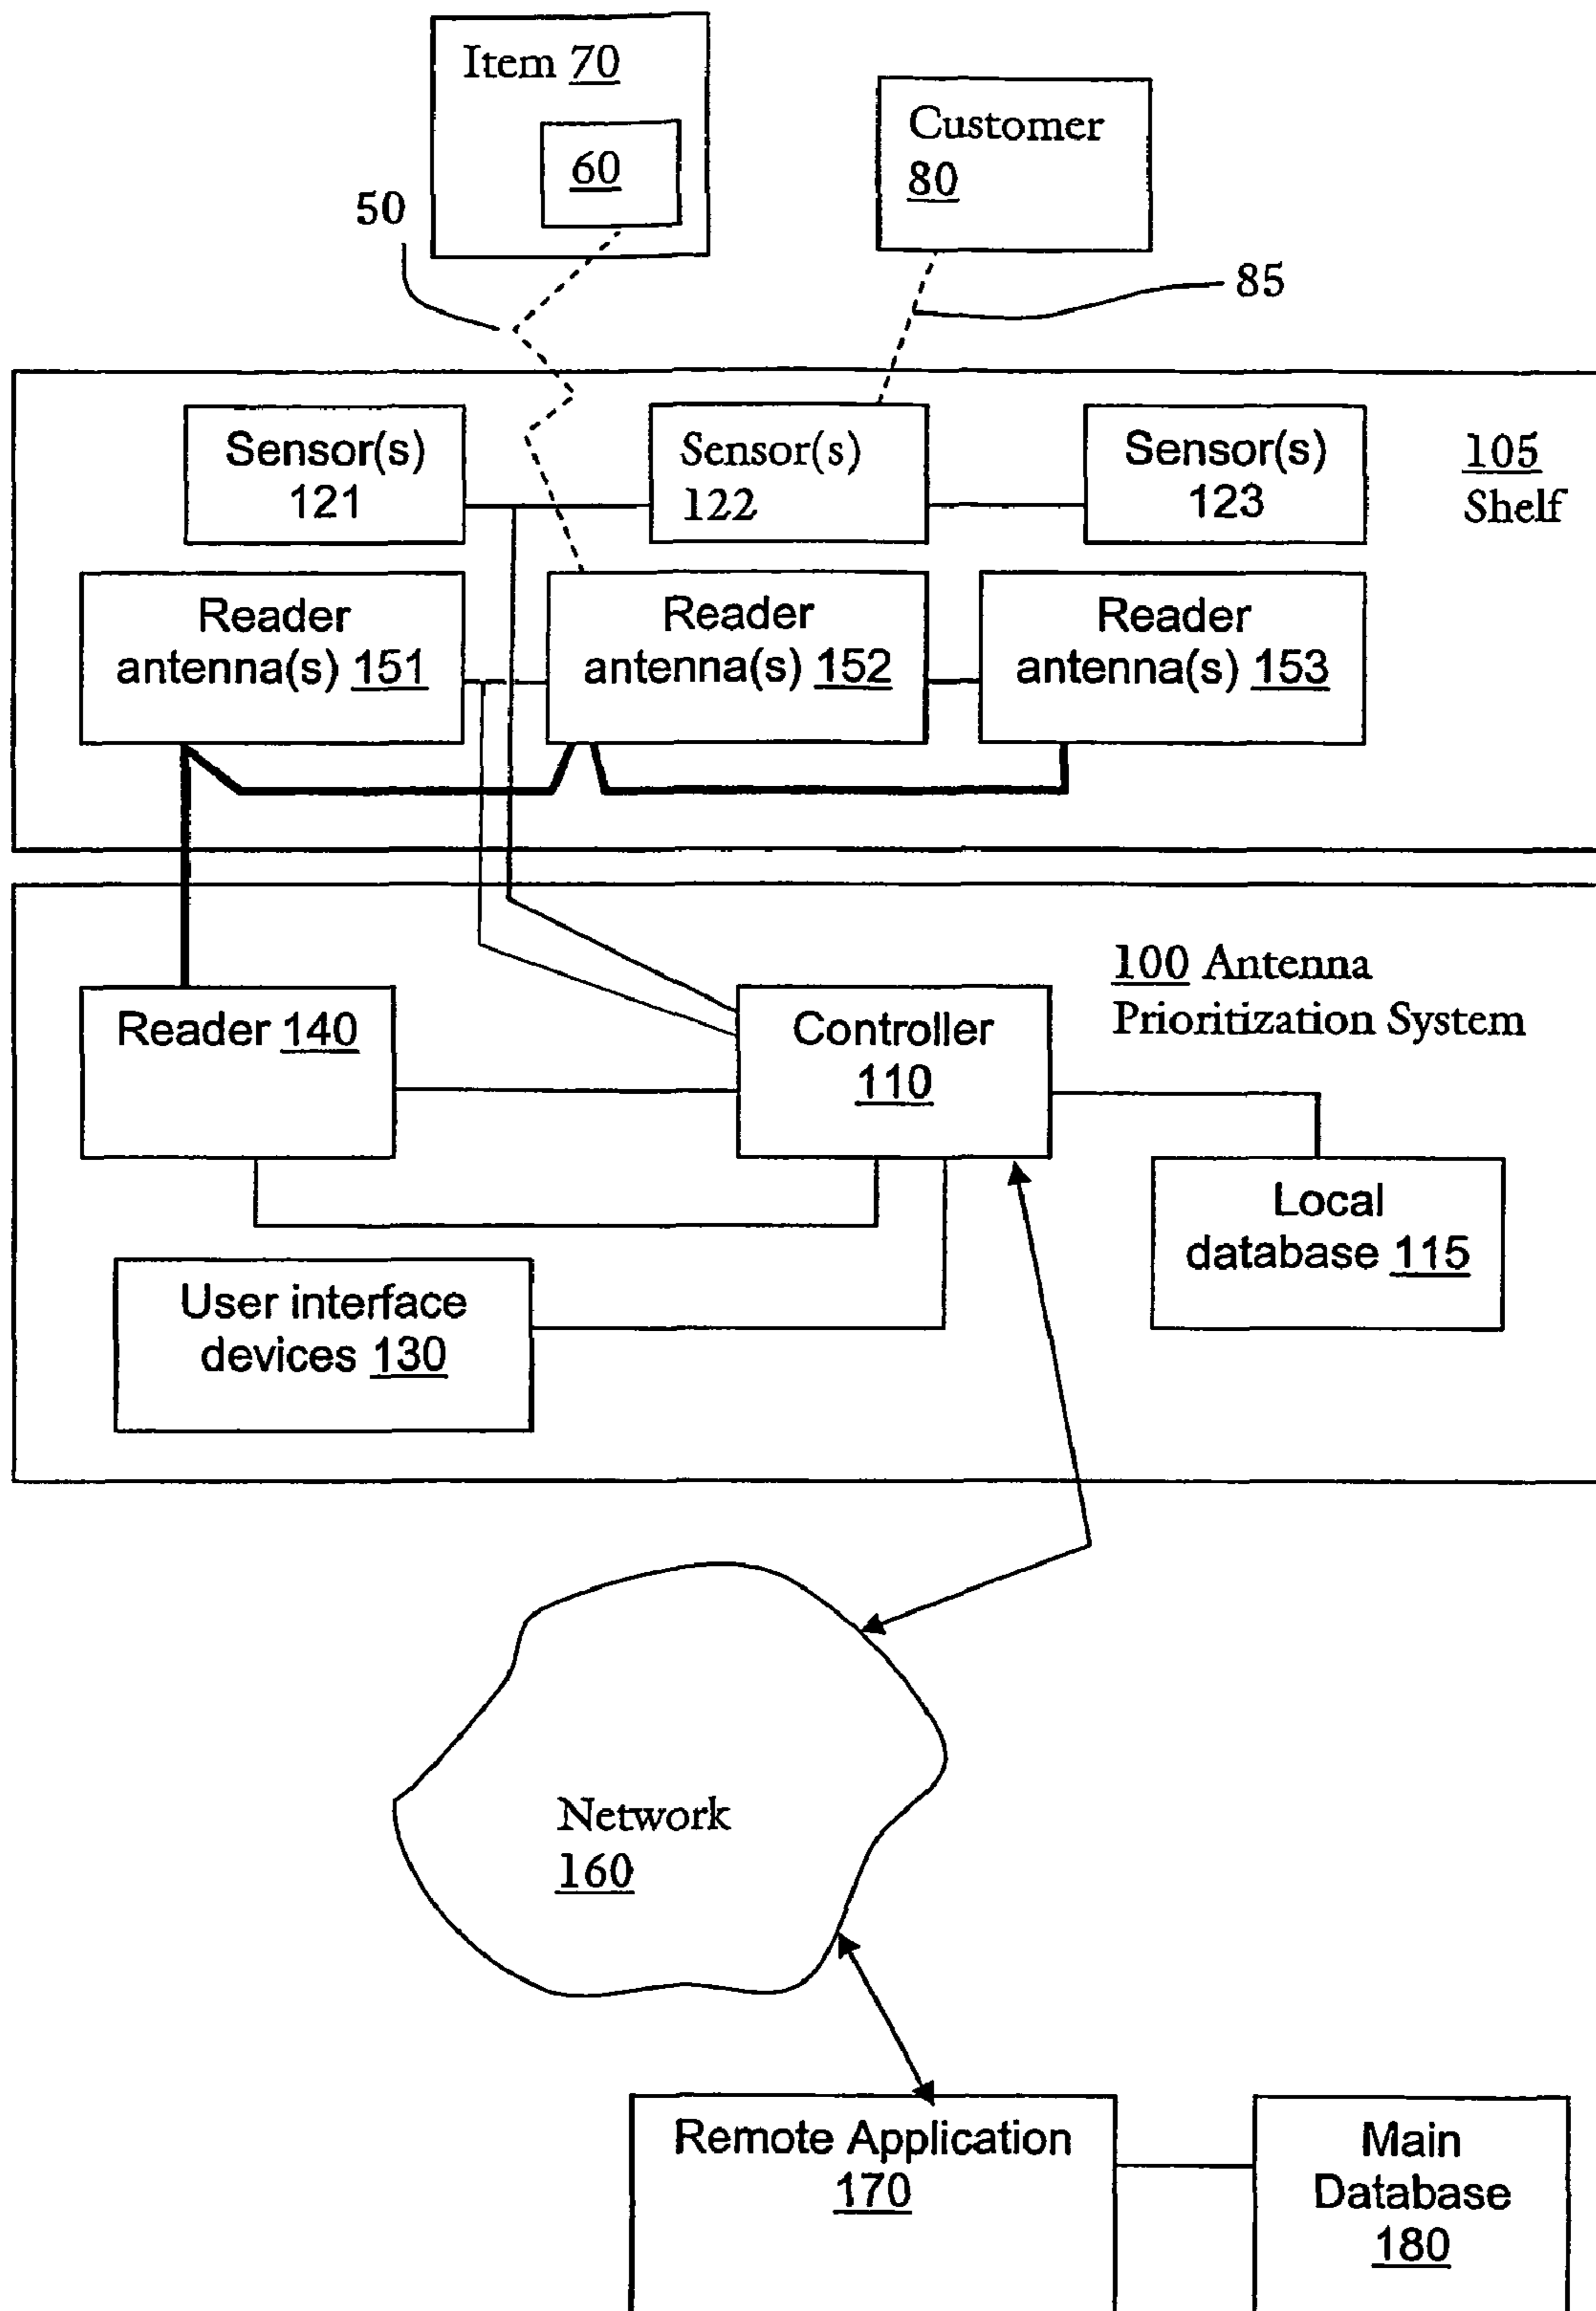 Item 70
60
Customer
80
50
85
Sensor(s)
121
Sensor(s)
122
Sensor(s)
123
105
Shelf
Reader
antenna(s) 151
Reader
antenna(s) 152
Reader
antenna(s) 153
100 Antenna
Prioritization System
Reader 140
Controller
110
Local
database 115
User interface
devices 130
Network
160
Remote Application
170
Main
Database
180